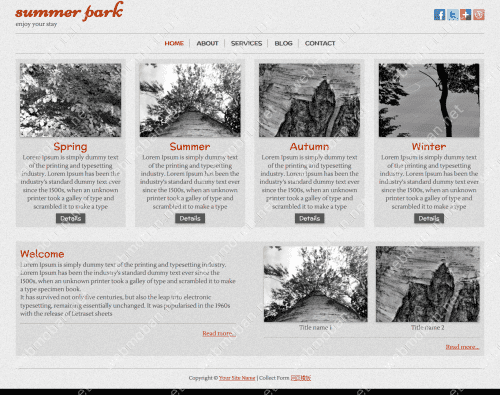 summer park
enjoy your stay
HOME | ABOUT | SERVICES | BLOG | CONTACT
Spring
Lorem Ipsum is simply dummy text
of the printing and typesetting
industry. Lorem Ipsum has been the
industry's standard dummy text ever
since the 1500s, when an unknown
printer took a galley of type and
scrambled it to make a type
Details
Summer
Lorem Ipsum is simply dummy text
of the printing and typesetting
industry. Lorem Ipsum has been the
industry's standard dummy text ever
since the 1500s, when an unknown
printer took a galley of type and
scrambled it to make a type
Details
Autumn
Lorem Ipsum is simply dummy text
of the printing and typesetting
industry. Lorem Ipsum has been the
industry's standard dummy text ever
since the 1500s, when an unknown
printer took a galley of type and
scrambled it to make a type
Details
Winter
Lorem Ipsum is simply dummy text
of the printing and typesetting
industry. Lorem Ipsum has been the
industry's standard dummy text ever
since the 1500s, when an unknown
printer took a galley of type and
scrambled it to make a type
Details
Welcome
Lorem Ipsum is simply dummy text of the printing and typesetting industry.
Lorem Ipsum has been the industry's standard dummy text ever since the
1500s, when an unknown printer took a galley of type and scrambled it to make
a type specimen book.
It has survived not only five centuries, but also the leap into electronic
typesetting, remaining essentially unchanged. It was popularised in the 1960s
with the release of Letraset sheets
Read more...
Title name 1
Title name 2
Read more...
Copyright © Your Site Name | Collect Form 网页模板